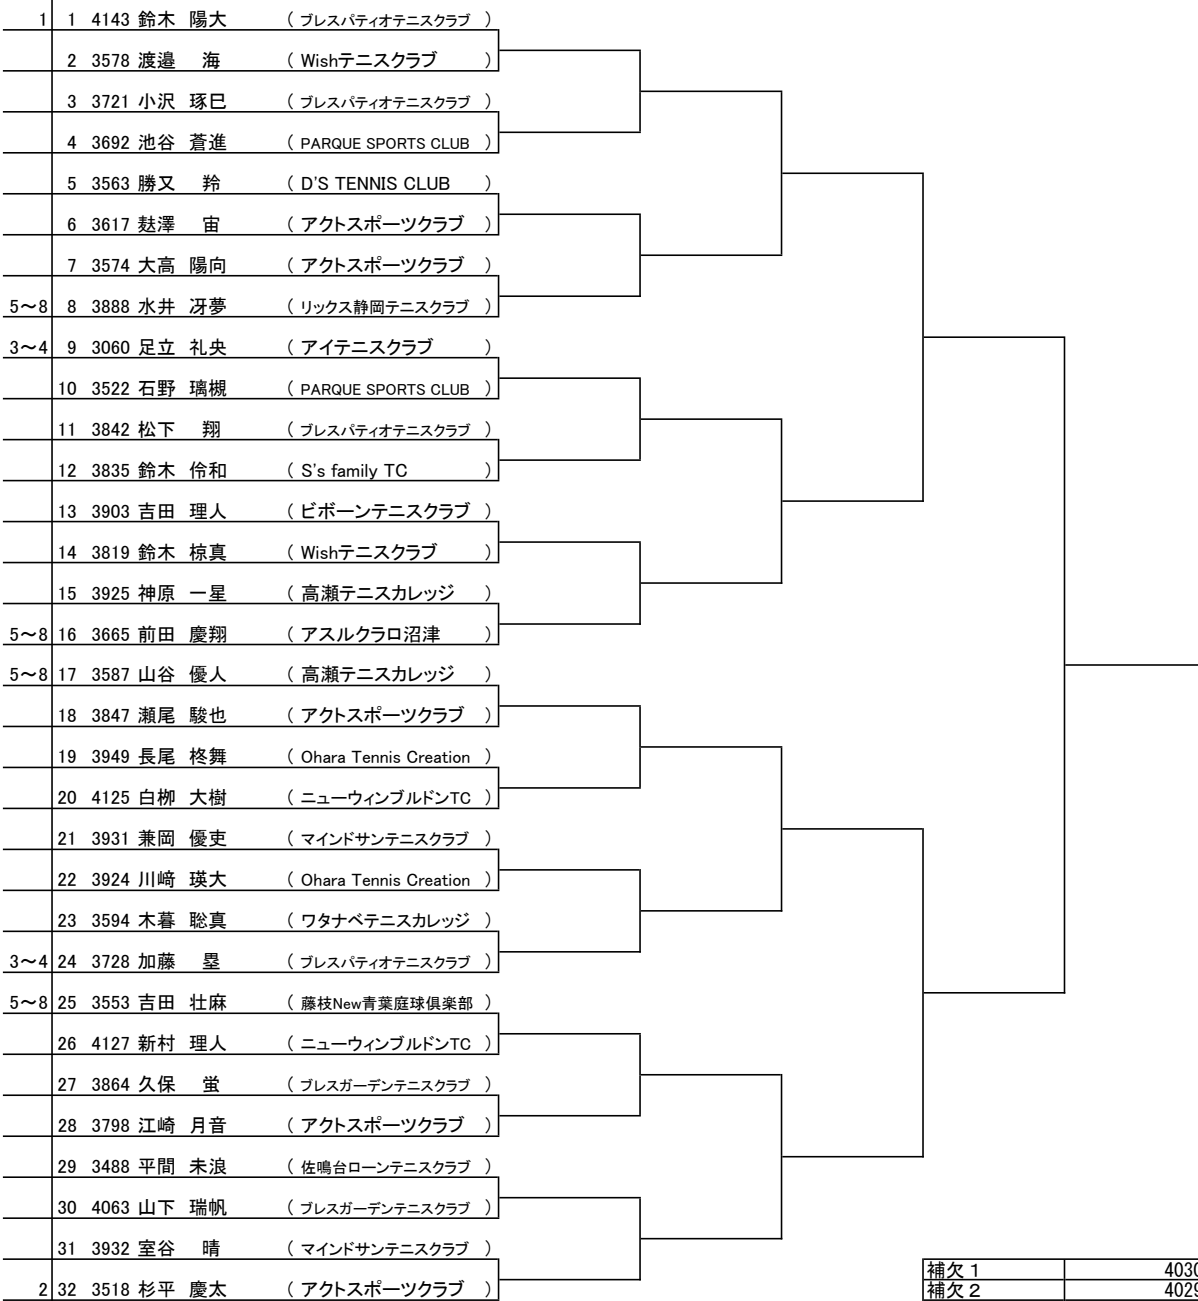 1 1 4143 鈴木 陽大 ( ブレスパティオテニスクラブ )
2 3578 渡邉 海 ( Wishテニスクラブ )
3 3721 小沢 琢巳 ( ブレスパティオテニスクラブ )
4 3692 池谷 蒼進 ( PARQUE SPORTS CLUB )
5 3563 勝又 羚 ( D'S TENNIS CLUB )
6 3617 麸澤 宙 ( アクトスポーツクラブ )
7 3574 大高 陽向 ( アクトスポーツクラブ )
5～8 8 3888 水井 冴夢 ( リックス静岡テニスクラブ )
3～4 9 3060 足立 礼央 ( アイテニスクラブ )
10 3522 石野 璃槻 ( PARQUE SPORTS CLUB )
11 3842 松下 翔 ( ブレスパティオテニスクラブ )
12 3835 鈴木 伶和 ( S's family TC )
13 3903 吉田 理人 ( ビボーンテニスクラブ )
14 3819 鈴木 椋真 ( Wishテニスクラブ )
15 3925 神原 一星 ( 高瀬テニスカレッジ )
5～8 16 3665 前田 慶翔 ( アスルクラロ沼津 )
5～8 17 3587 山谷 優人 ( 高瀬テニスカレッジ )
18 3847 瀬尾 駿也 ( アクトスポーツクラブ )
19 3949 長尾 柊舞 ( Ohara Tennis Creation )
20 4125 白栁 大樹 ( ニューウィンブルドンTC )
21 3931 兼岡 優吏 ( マインドサンテニスクラブ )
22 3924 川﨑 瑛大 ( Ohara Tennis Creation )
23 3594 木暮 聡真 ( ワタナベテニスカレッジ )
3～4 24 3728 加藤 塁 ( ブレスパティオテニスクラブ )
5～8 25 3553 吉田 壮麻 ( 藤枝New青葉庭球倶楽部 )
26 4127 新村 理人 ( ニューウィンブルドンTC )
27 3864 久保 蛍 ( ブレスガーデンテニスクラブ )
28 3798 江崎 月音 ( アクトスポーツクラブ )
29 3488 平間 未浪 ( 佐鳴台ローンテニスクラブ )
30 4063 山下 瑞帆 ( ブレスガーデンテニスクラブ )
31 3932 室谷 晴 ( マインドサンテニスクラブ )
2 32 3518 杉平 慶太 ( アクトスポーツクラブ )
補欠１ 4030
補欠２ 4029